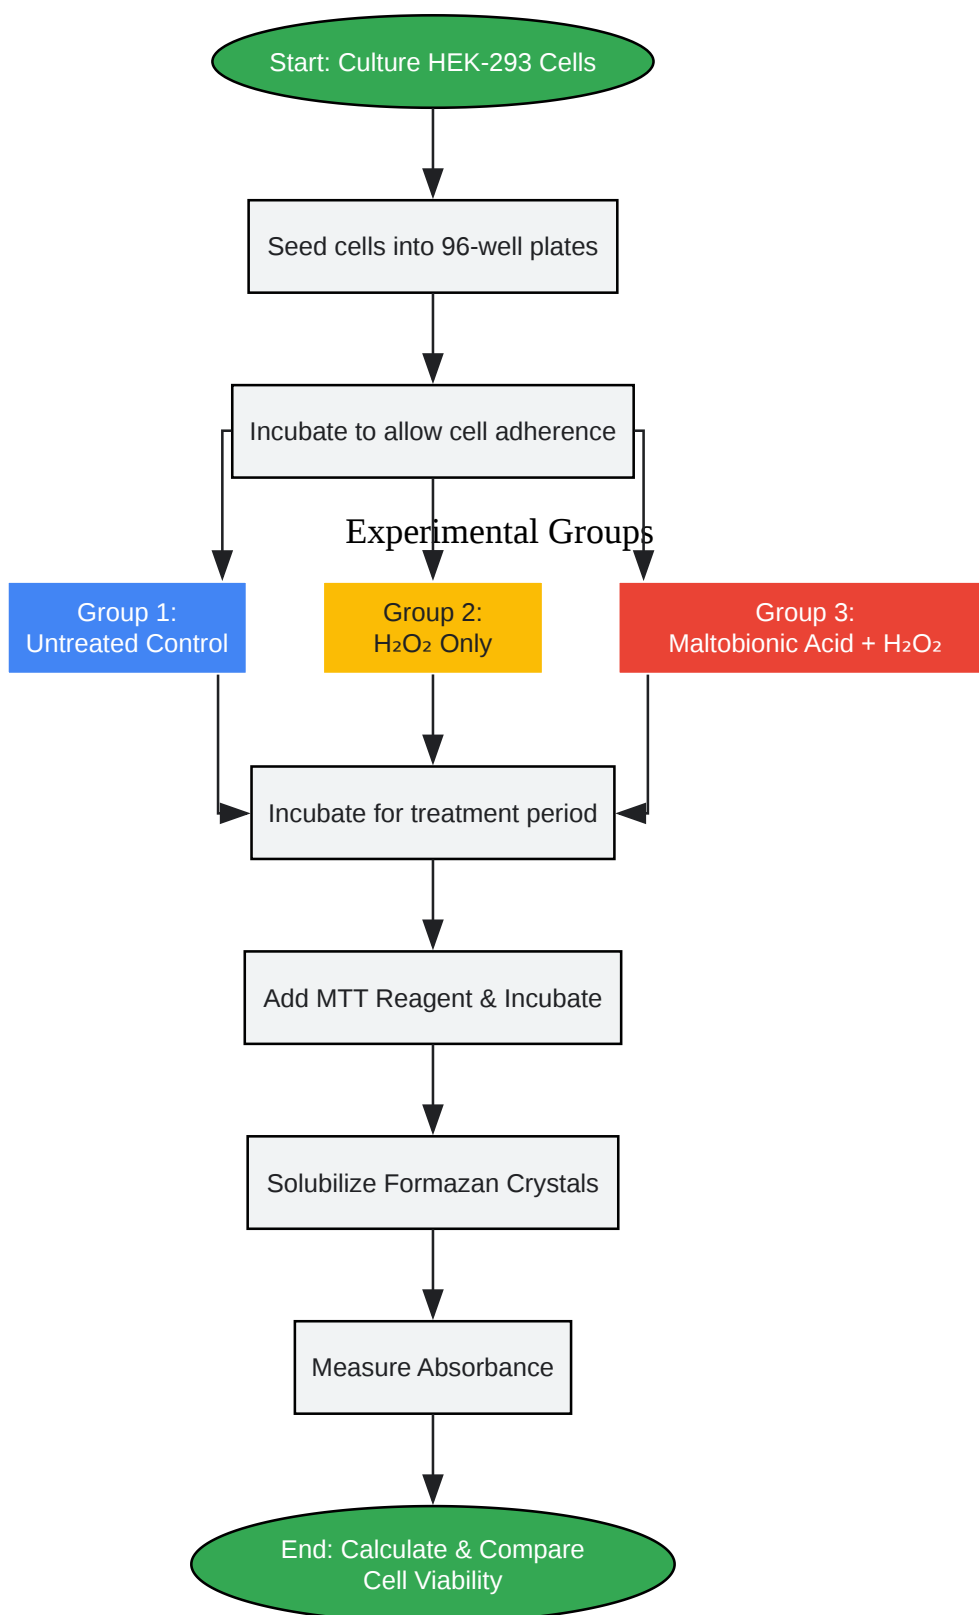 Start: Culture HEK-293 Cells
Seed cells into 96-well plates
Incubate to allow cell adherence
Experimental Groups
Group 1:
Untreated Control
Group 2:
H₂O₂ Only
Group 3:
Maltobionic Acid + H₂O₂
Incubate for treatment period
Add MTT Reagent & Incubate
Solubilize Formazan Crystals
Measure Absorbance
End: Calculate & Compare
Cell Viability